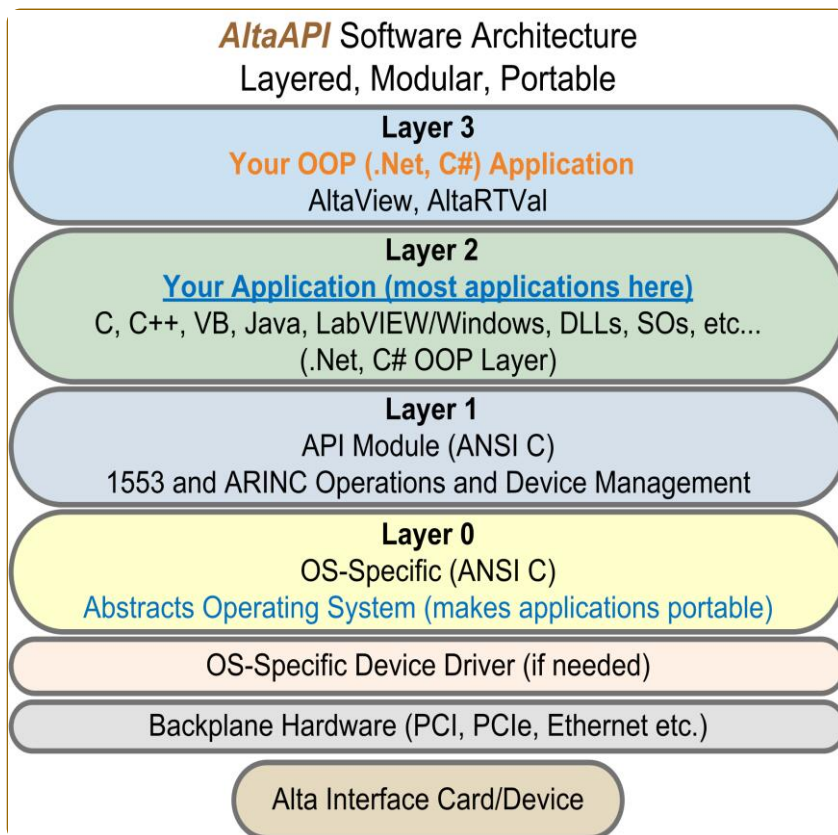 AltaAPI Software Architecture
Layered, Modular, Portable
Layer 3
Your OOP (.Net, C#) Application
AltaView, AltaRTVal
Layer 2
Your Application (most applications here)
C, C++, VB, Java, LabVIEW/Windows, DLLs, SOs, etc...
(.Net, C# OOP Layer)
Layer 1
API Module (ANSI C)
1553 and ARINC Operations and Device Management
Layer 0
OS-Specific (ANSI C)
Abstracts Operating System (makes applications portable)
OS-Specific Device Driver (if needed)
Backplane Hardware (PCI, PCIe, Ethernet etc.)
Alta Interface Card/Device